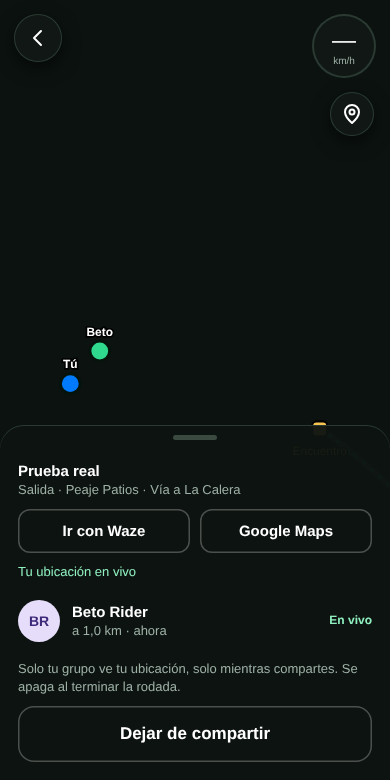 —
km/h
Beto
Tú
Encuentro
Prueba real
Salida · Peaje Patios · Vía a La Calera
Ir con Waze
Google Maps
Tu ubicación en vivo
BR
Beto Rider
a 1,0 km · ahora
En vivo
Solo tu grupo ve tu ubicación, solo mientras compartes. Se
apaga al terminar la rodada.
Dejar de compartir